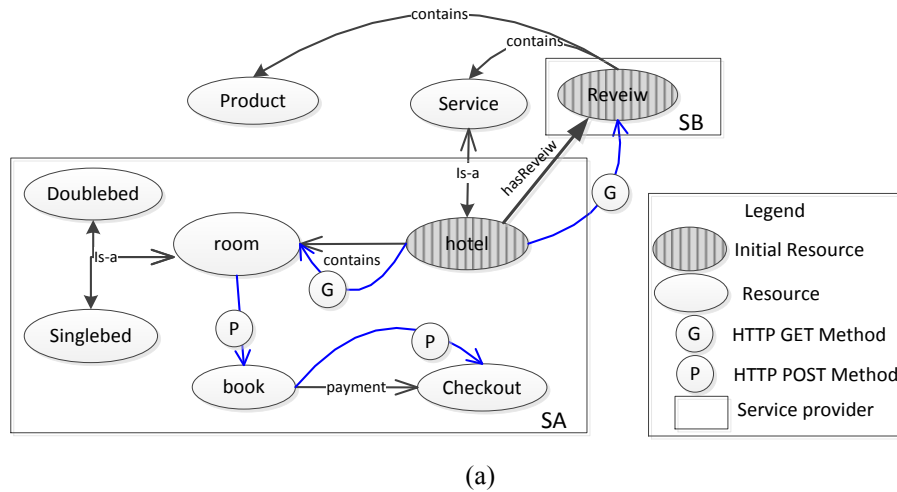 contains
contains
Product
Service
Reveiw
SB
Is-a
hasReveiw
G
Doublebed
Is-a
Singlebed
room
contains
G
hotel
P
P
book
payment
Checkout
SA
Legend
Initial Resource
Resource
G HTTP GET Method
P HTTP POST Method
Service provider
(a)